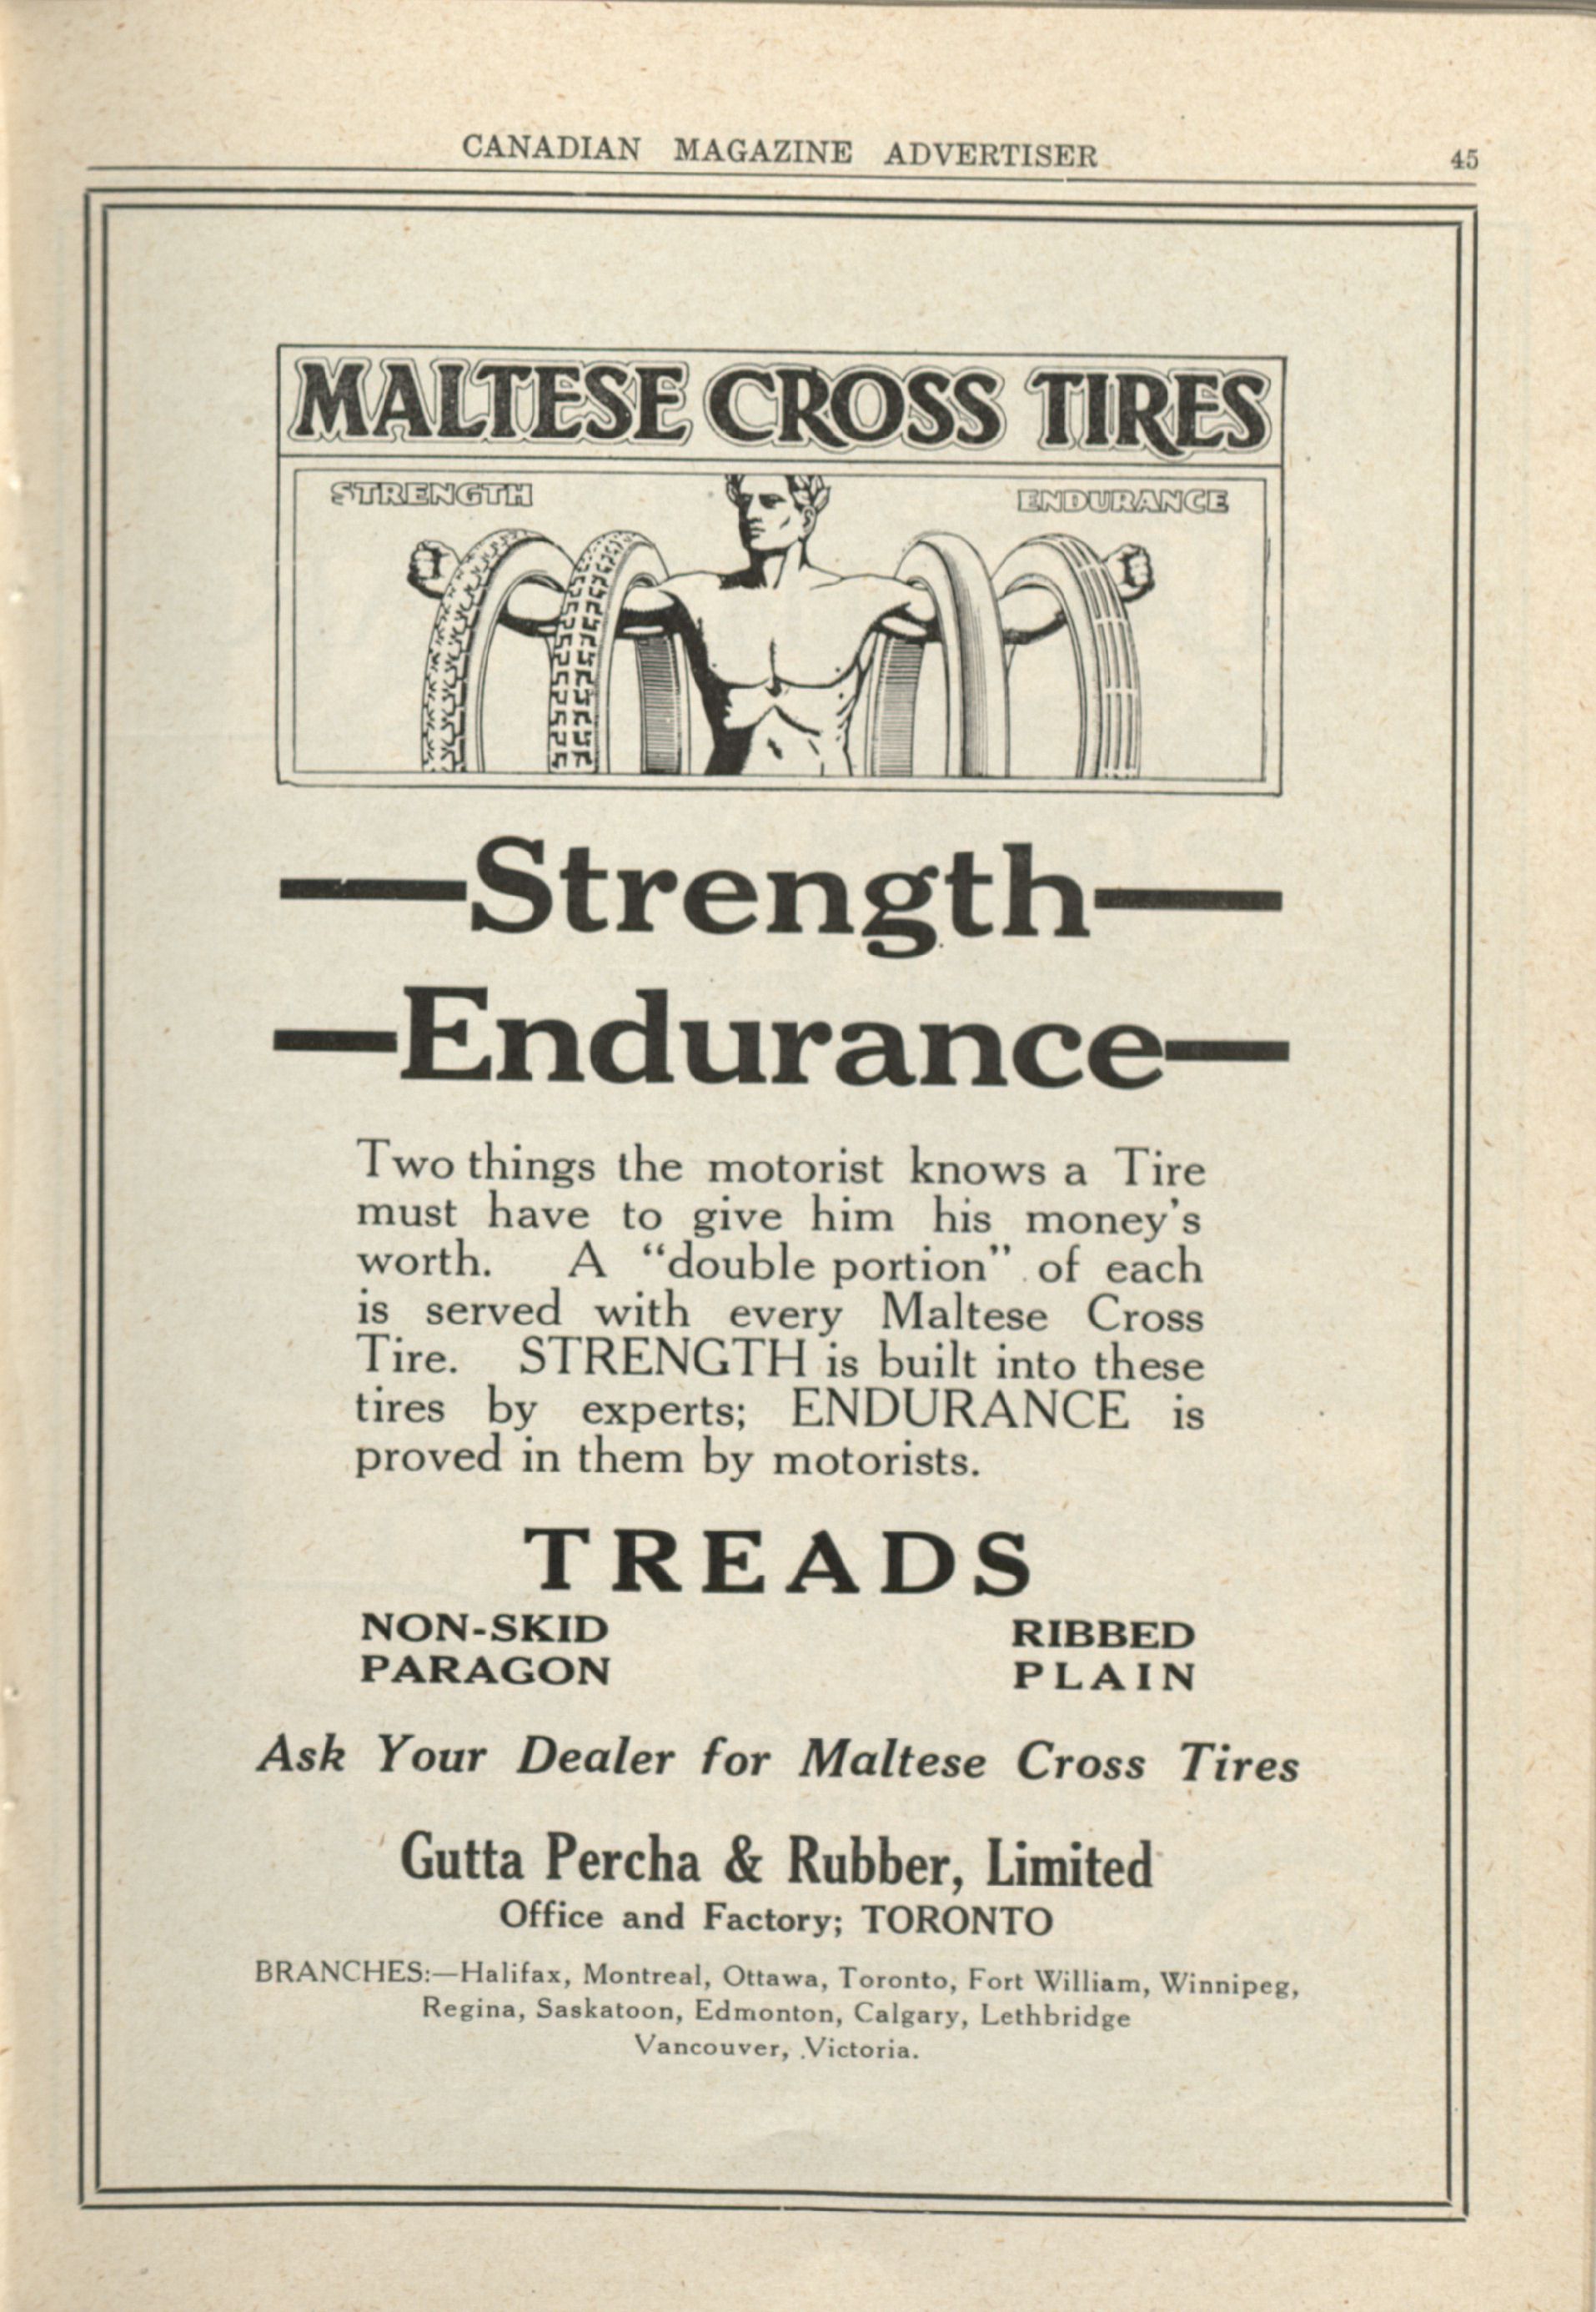 CANADIAN MAGAZINE ADVERTISER 45
MALTESE CROSS TIRES
STRENGTH ENDURANCE
—Strength—
—Endurance—
Two things the motorist knows a Tire
must have to give him his money's
worth. A “double portion” of each
is served with every Maltese Cross
Tire. STRENGTH is built into these
tires by experts; ENDURANCE is
proved in them by motorists.
TREADS
NON-SKID RIBBED
PARAGON PLAIN
Ask Your Dealer for Maltese Cross Tires
Gutta Percha & Rubber, Limited
Office and Factory; TORONTO
BRANCHES:—Halifax, Montreal, Ottawa, Toronto, Fort William, Winnipeg,
Regina, Saskatoon, Edmonton, Calgary, Lethbridge
Vancouver, Victoria.